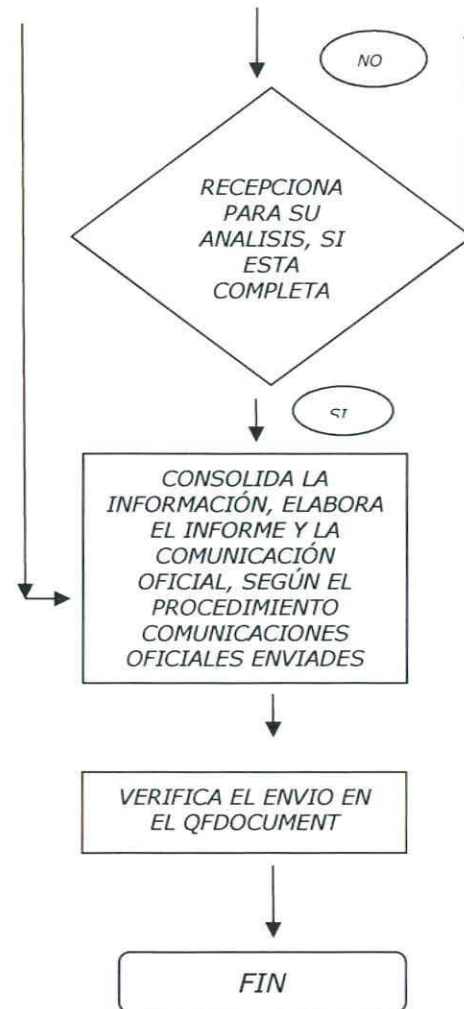 NO
RECEPCIONA
PARA SU
ANALISIS, SI
ESTA
COMPLETA
SI
CONSOLIDA LA
INFORMACIÓN, ELABORA
EL INFORME Y LA
COMUNICACIÓN
OFICIAL, SEGÚN EL
PROCEDIMIENTO
COMUNICACIONES
OFICIALES ENVIADES
VERIFICA EL ENVIO EN
EL QFDOCUMENT
FIN